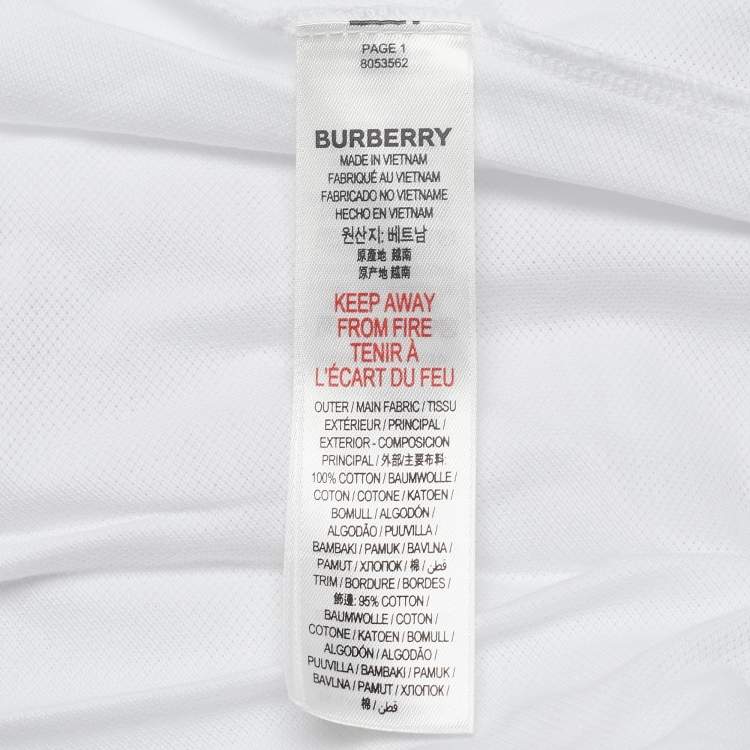 PAGE 1
8053562
BURBERRY
MADE IN VIETNAM
FABRIQUÉ AU VIETNAM
FABRICADO NO VIETNAME
HECHO EN VIETNAM
원산지: 베트남
原產地 越南
原产地 越南
KEEP AWAY
FROM FIRE
TENIR À
L'ÉCART DU FEU
OUTER / MAIN FABRIC / TISSU
EXTÉRIEUR / PRINCIPAL /
EXTERIOR - COMPOSICION
PRINCIPAL / 外部/主要布料:
100% COTTON / BAUMWOLLE /
COTON / COTONE / KATOEN /
BOMULL / ALGODÓN /
ALGODÃO / PUUVILLA /
BAMBAKI / PAMUK / BAVLNA /
PAMUT / ХЛОПОК / 棉 / قطن /
TRIM / BORDURE / BORDES /
飾邊: 95% COTTON /
BAUMWOLLE / COTON /
COTONE / KATOEN / BOMULL /
ALGODÓN / ALGODÃO /
PUUVILLA / BAMBAKI / PAMUK /
BAVLNA / PAMUT / ХЛОПОК /
棉 / قطن /